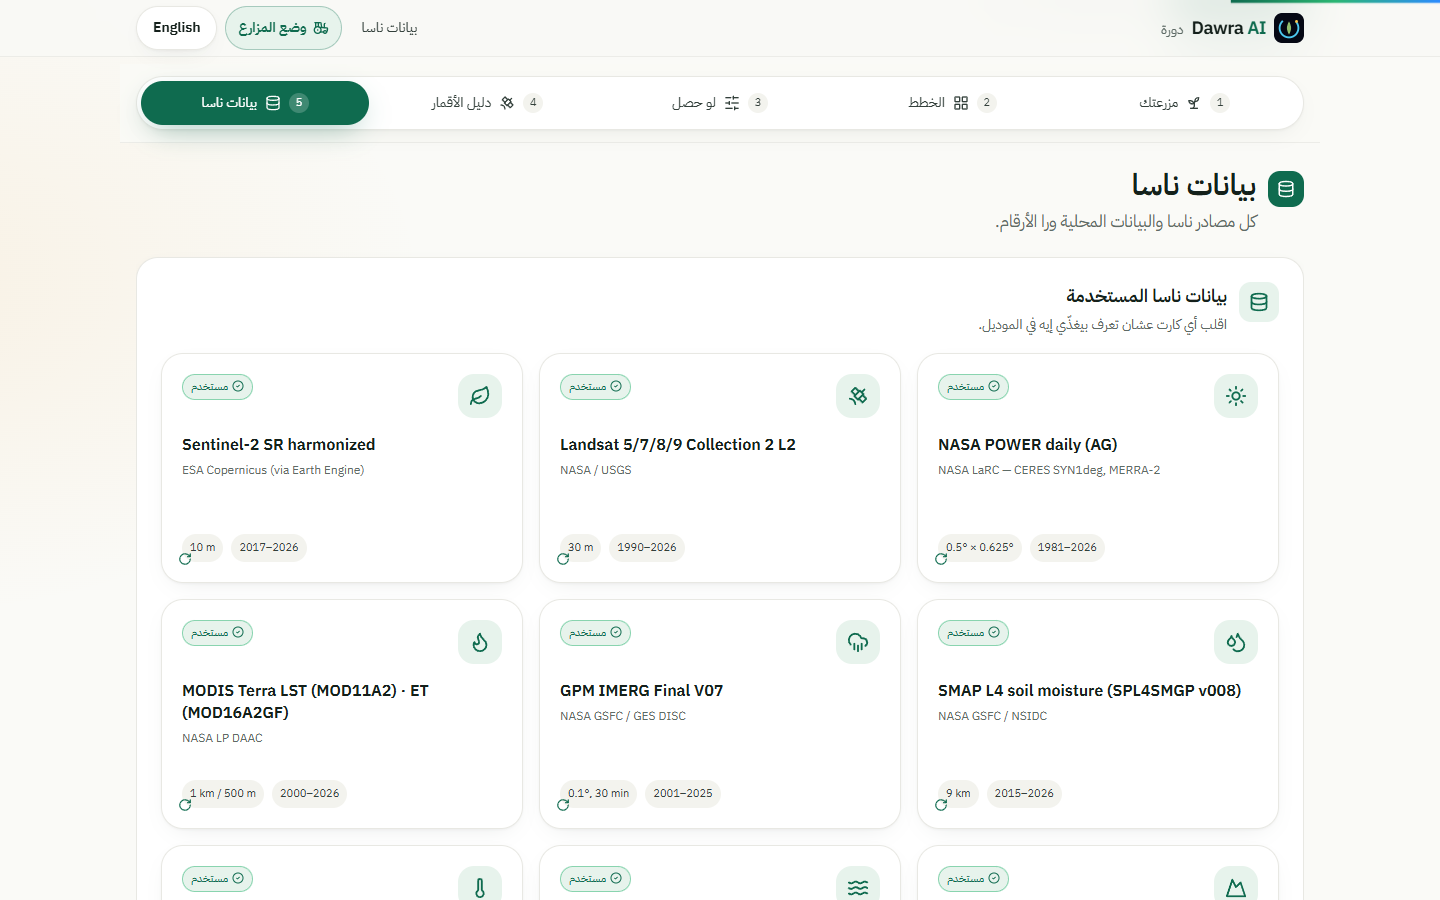 Dawra AI دورة
بيانات ناسا
وضع المزارع
English
1 مزرعتك
2 الخطط
3 لو حصل
4 دليل الأقمار
5 بيانات ناسا
بيانات ناسا
كل مصادر ناسا والبيانات المحلية ورا الأرقام.
بيانات ناسا المستخدمة
اقلب أي كارت عشان تعرف بيغذّي إيه في الموديل.
مستخدم
NASA POWER daily (AG)
NASA LaRC — CERES SYN1deg, MERRA-2
0.5° × 0.625°
1981–2026
مستخدم
Landsat 5/7/8/9 Collection 2 L2
NASA / USGS
30 m
1990–2026
مستخدم
Sentinel-2 SR harmonized
ESA Copernicus (via Earth Engine)
10 m
2017–2026
مستخدم
SMAP L4 soil moisture (SPL4SMGP v008)
NASA GSFC / NSIDC
9 km
2015–2026
مستخدم
GPM IMERG Final V07
NASA GSFC / GES DISC
0.1°, 30 min
2001–2025
مستخدم
MODIS Terra LST (MOD11A2) · ET
(MOD16A2GF)
NASA LP DAAC
1 km / 500 m
2000–2026
مستخدم
مستخدم
مستخدم